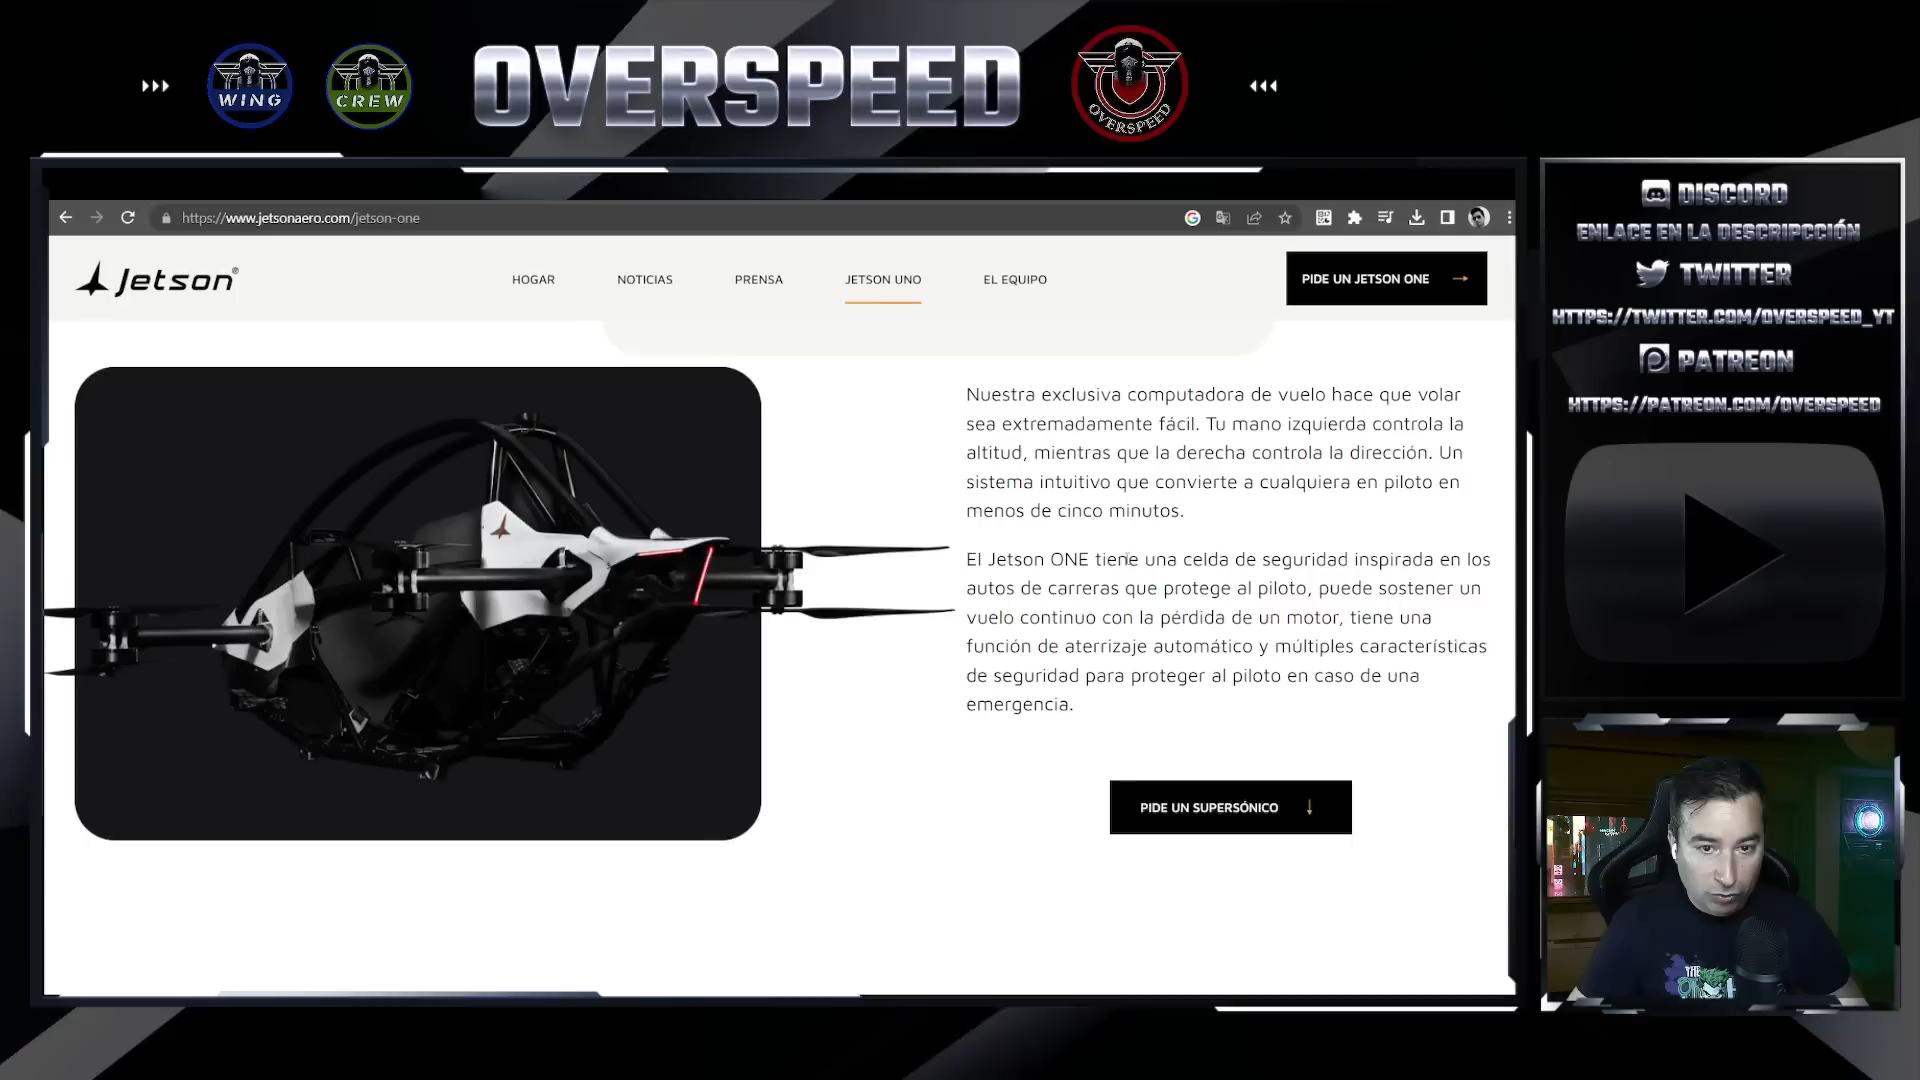 WING
CREW
OVERSPEED
OVERSPEED
https://www.jetsonaero.com/jetson-one
Jetson®
HOGAR
NOTICIAS
PRENSA
JETSON UNO
EL EQUIPO
PIDE UN JETSON ONE
Nuestra exclusiva computadora de vuelo hace que volar
sea extremadamente fácil. Tu mano izquierda controla la
altitud, mientras que la derecha controla la dirección. Un
sistema intuitivo que convierte a cualquiera en piloto en
menos de cinco minutos.
El Jetson ONE tiene una celda de seguridad inspirada en los
autos de carreras que protege al piloto, puede sostener un
vuelo continuo con la pérdida de un motor, tiene una
función de aterrizaje automático y múltiples características
de seguridad para proteger al piloto en caso de una
emergencia.
PIDE UN SUPERSÓNICO
DISCORD
ENLACE EN LA DESCRIPCCIÓN
TWITTER
HTTPS://TWITTER.COM/OVERSPEED_YT
PATREON
HTTPS://PATREON.COM/OVERSPEED
THE